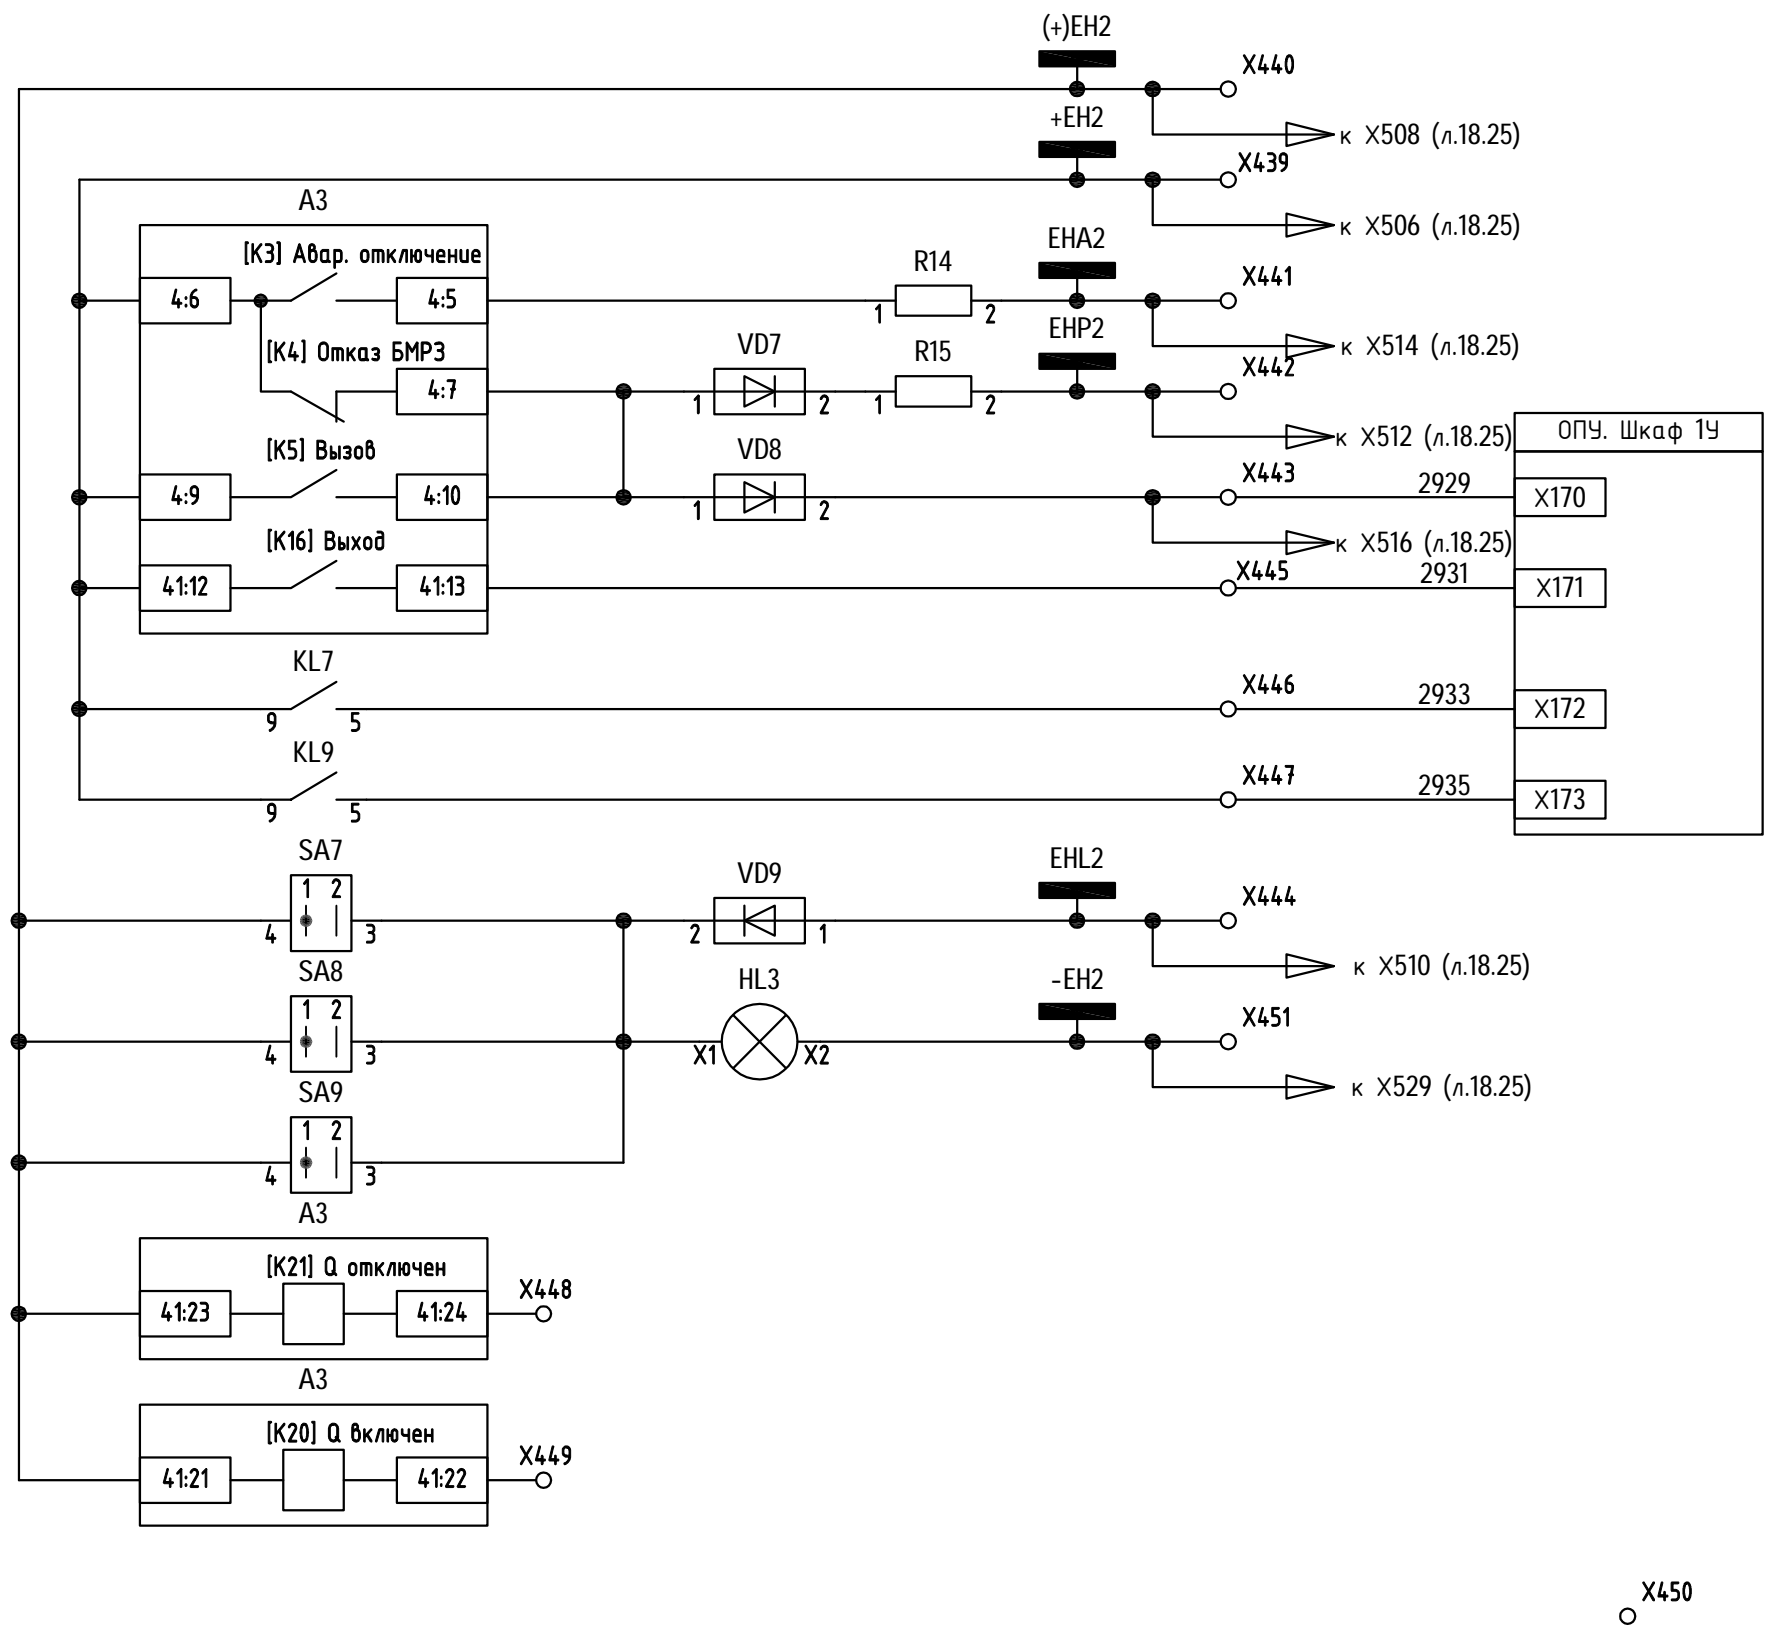 (+)EH2
X440
к X508 (л.18.25)
+EH2
X439
к X506 (л.18.25)
A3
[K3] Авар. отключение
4:6
4:5
R14
1
2
EHA2
X441
к X514 (л.18.25)
[K4] Отказ БМРЗ
4:7
VD7
1
2
R15
1
2
EHP2
X442
к X512 (л.18.25)
ОПУ. Шкаф 1У
[K5] Вызов
4:9
4:10
VD8
1
2
X443
2929
X170
к X516 (л.18.25)
[K16] Выход
41:12
41:13
X445
2931
X171
KL7
9
5
X446
2933
X172
KL9
9
5
X447
2935
X173
SA7
1 2
4
3
VD9
2
1
EHL2
X444
к X510 (л.18.25)
SA8
1 2
4
3
HL3
X1
X2
-EH2
X451
к X529 (л.18.25)
SA9
1 2
4
3
A3
[K21] Q отключен
41:23
41:24
X448
A3
[K20] Q включен
41:21
41:22
X449
X450